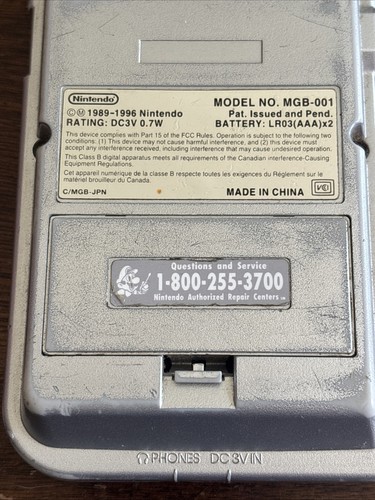 Nintendo
©Ⓜ 1989-1996 Nintendo
RATING: DC3V 0.7W
MODEL NO. MGB-001
Pat. Issued and Pend.
BATTERY: LR03(AAA)x2
This device complies with Part 15 of the FCC Rules. Operation is subject to the following two
conditions: (1) This device may not cause harmful interference, and (2) this device must
accept any interference received, including interference that may cause undesired operation.
This Class B digital apparatus meets all requirements of the Canadian interference-Causing
Equipment Regulations.
Cet appareil numérique de la classe B respecte toutes les exigences du Règlement sur le
matériel brouilleur du Canada.
C/MGB-JPN
MADE IN CHINA
VCI
Questions and Service
1-800-255-3700
Nintendo Authorized Repair Centers™
PHONES DC 3V IN